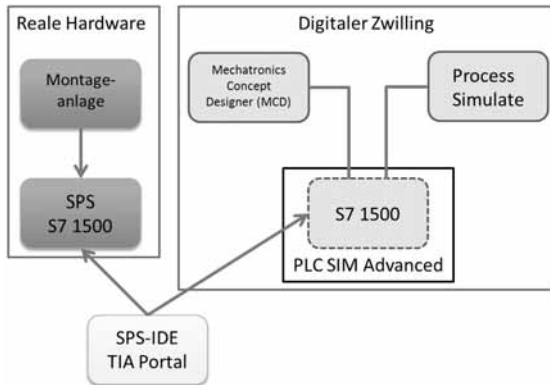 Reale Hardware
Montage-
anlage
SPS
S7 1500
Digitaler Zwilling
Mechatronics
Concept
Designer (MCD)
Process
Simulate
S7 1500
PLC SIM Advanced
SPS-IDE
TIA Portal